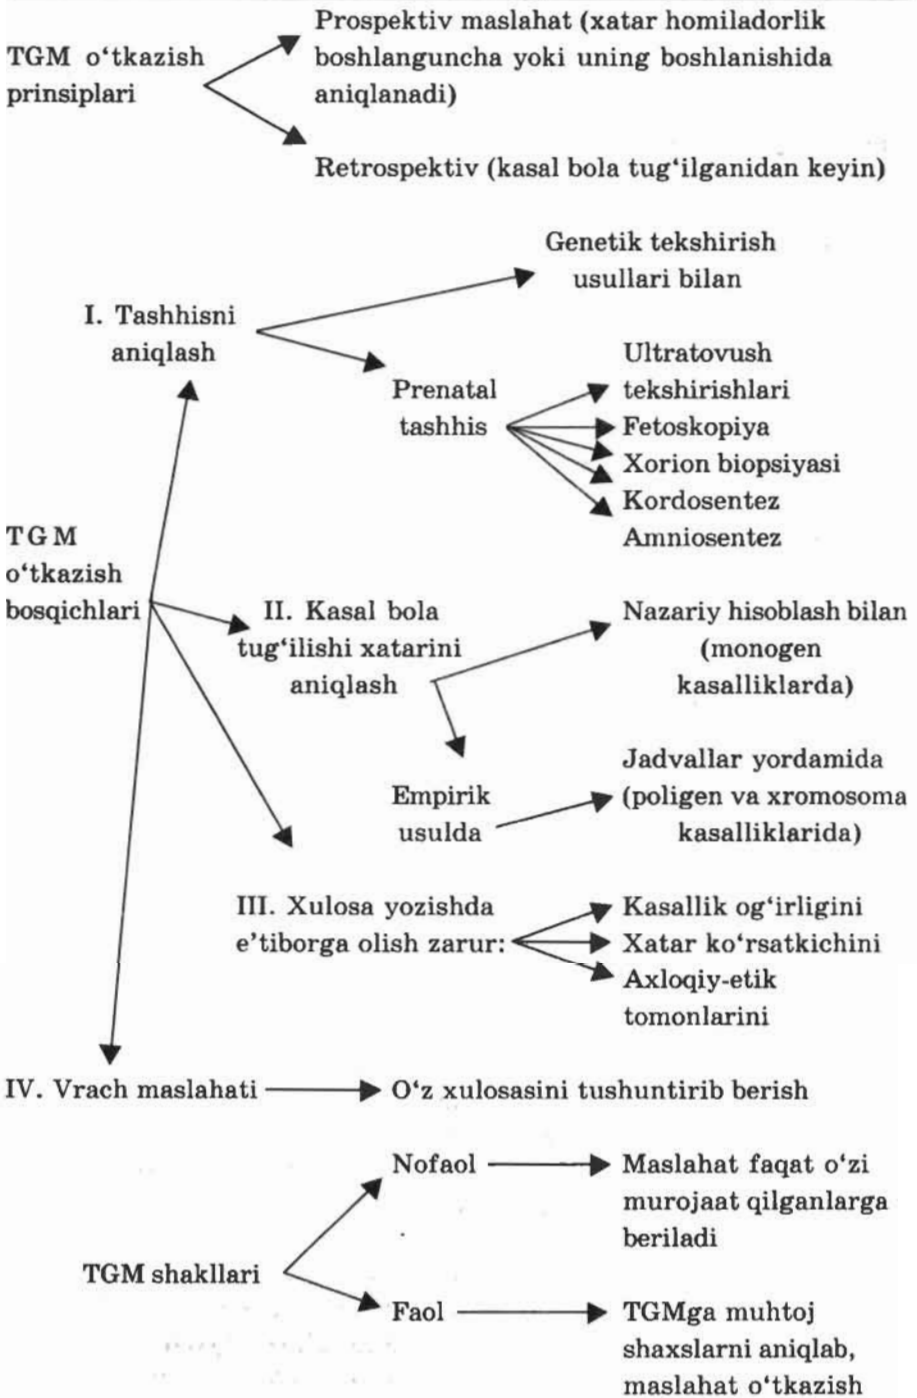 TGM o‘tkazish
prinsiplari
Prospektiv maslahat (xatar homiladorlik
boshlanguncha yoki uning boshlanishida
aniqlanadi)
Retrospektiv (kasal bola tug‘ilganidan keyin)
TGM
o‘tkazish
bosqichlari
I. Tashhisni
aniqlash
Genetik tekshirish
usullari bilan
Prenatal
tashhis
Ultratovush
tekshirishlari
Fetoskopiya
Xorion biopsiyasi
Kordosentez
Amniosentez
II. Kasal bola
tug‘ilishi xatarini
aniqlash
Nazariy hisoblash bilan
(monogen
kasalliklarda)
Empirik
usulda
Jadvallar yordamida
(poligen va xromosoma
kasalliklarida)
III. Xulosa yozishda
e’tiborga olish zarur:
Kasallik og‘irligini
Xatar ko‘rsatkichini
Axloqiy-etik
tomonlarini
IV. Vrach maslahati
O‘z xulosasini tushuntirib berish
TGM shakllari
Nofaol
Maslahat faqat o‘zi
murojaat qilganlarga
beriladi
Faol
TGMga muhtoj
shaxslarni aniqlab,
maslahat o‘tkazish